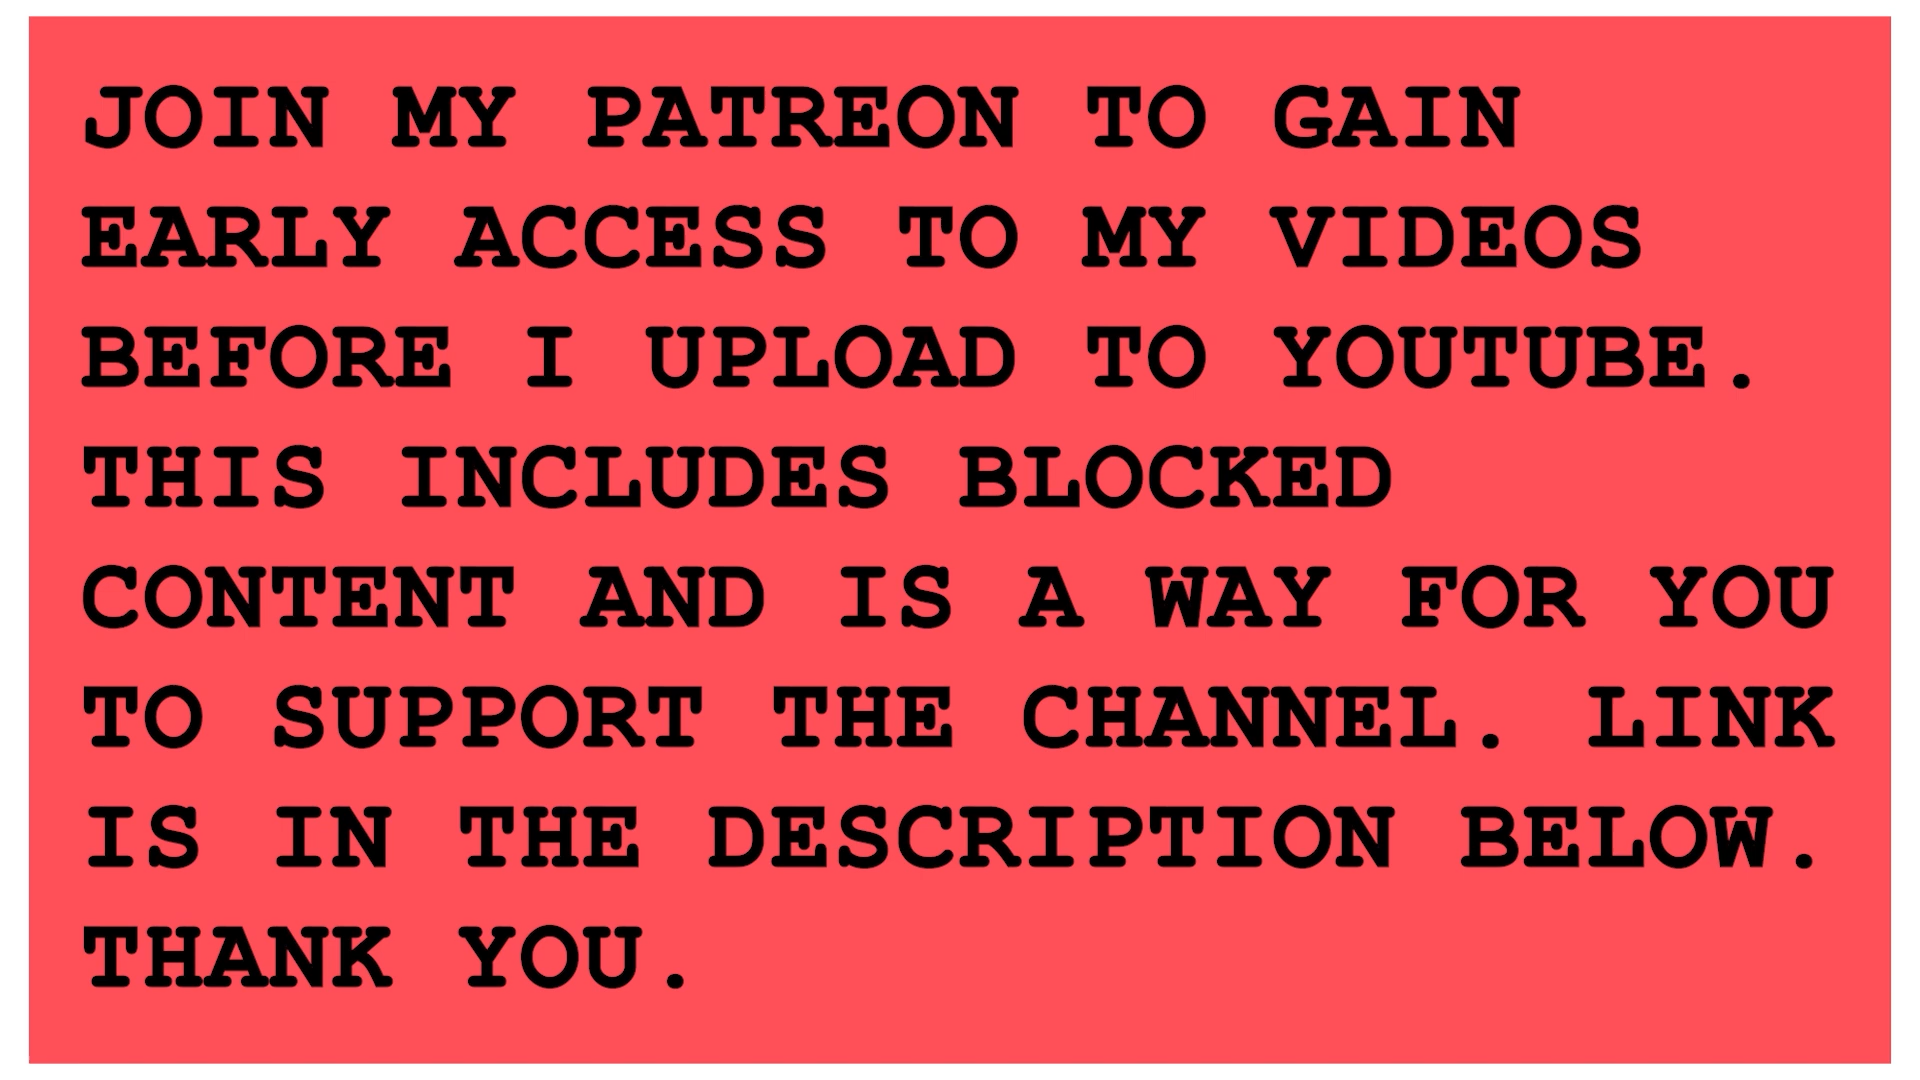 JOIN MY PATREON TO GAIN
EARLY ACCESS TO MY VIDEOS
BEFORE I UPLOAD TO YOUTUBE.
THIS INCLUDES BLOCKED
CONTENT AND IS A WAY FOR YOU
TO SUPPORT THE CHANNEL. LINK
IS IN THE DESCRIPTION BELOW.
THANK YOU.